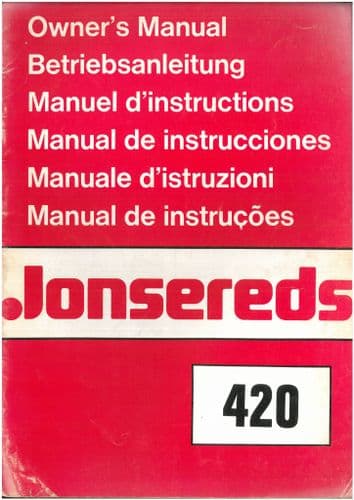 Owner's Manual
Betriebsanleitung
Manuel d'instructions
Manual de instrucciones
Manuale d'istruzioni
Manual de instruções
Jonsereds
420